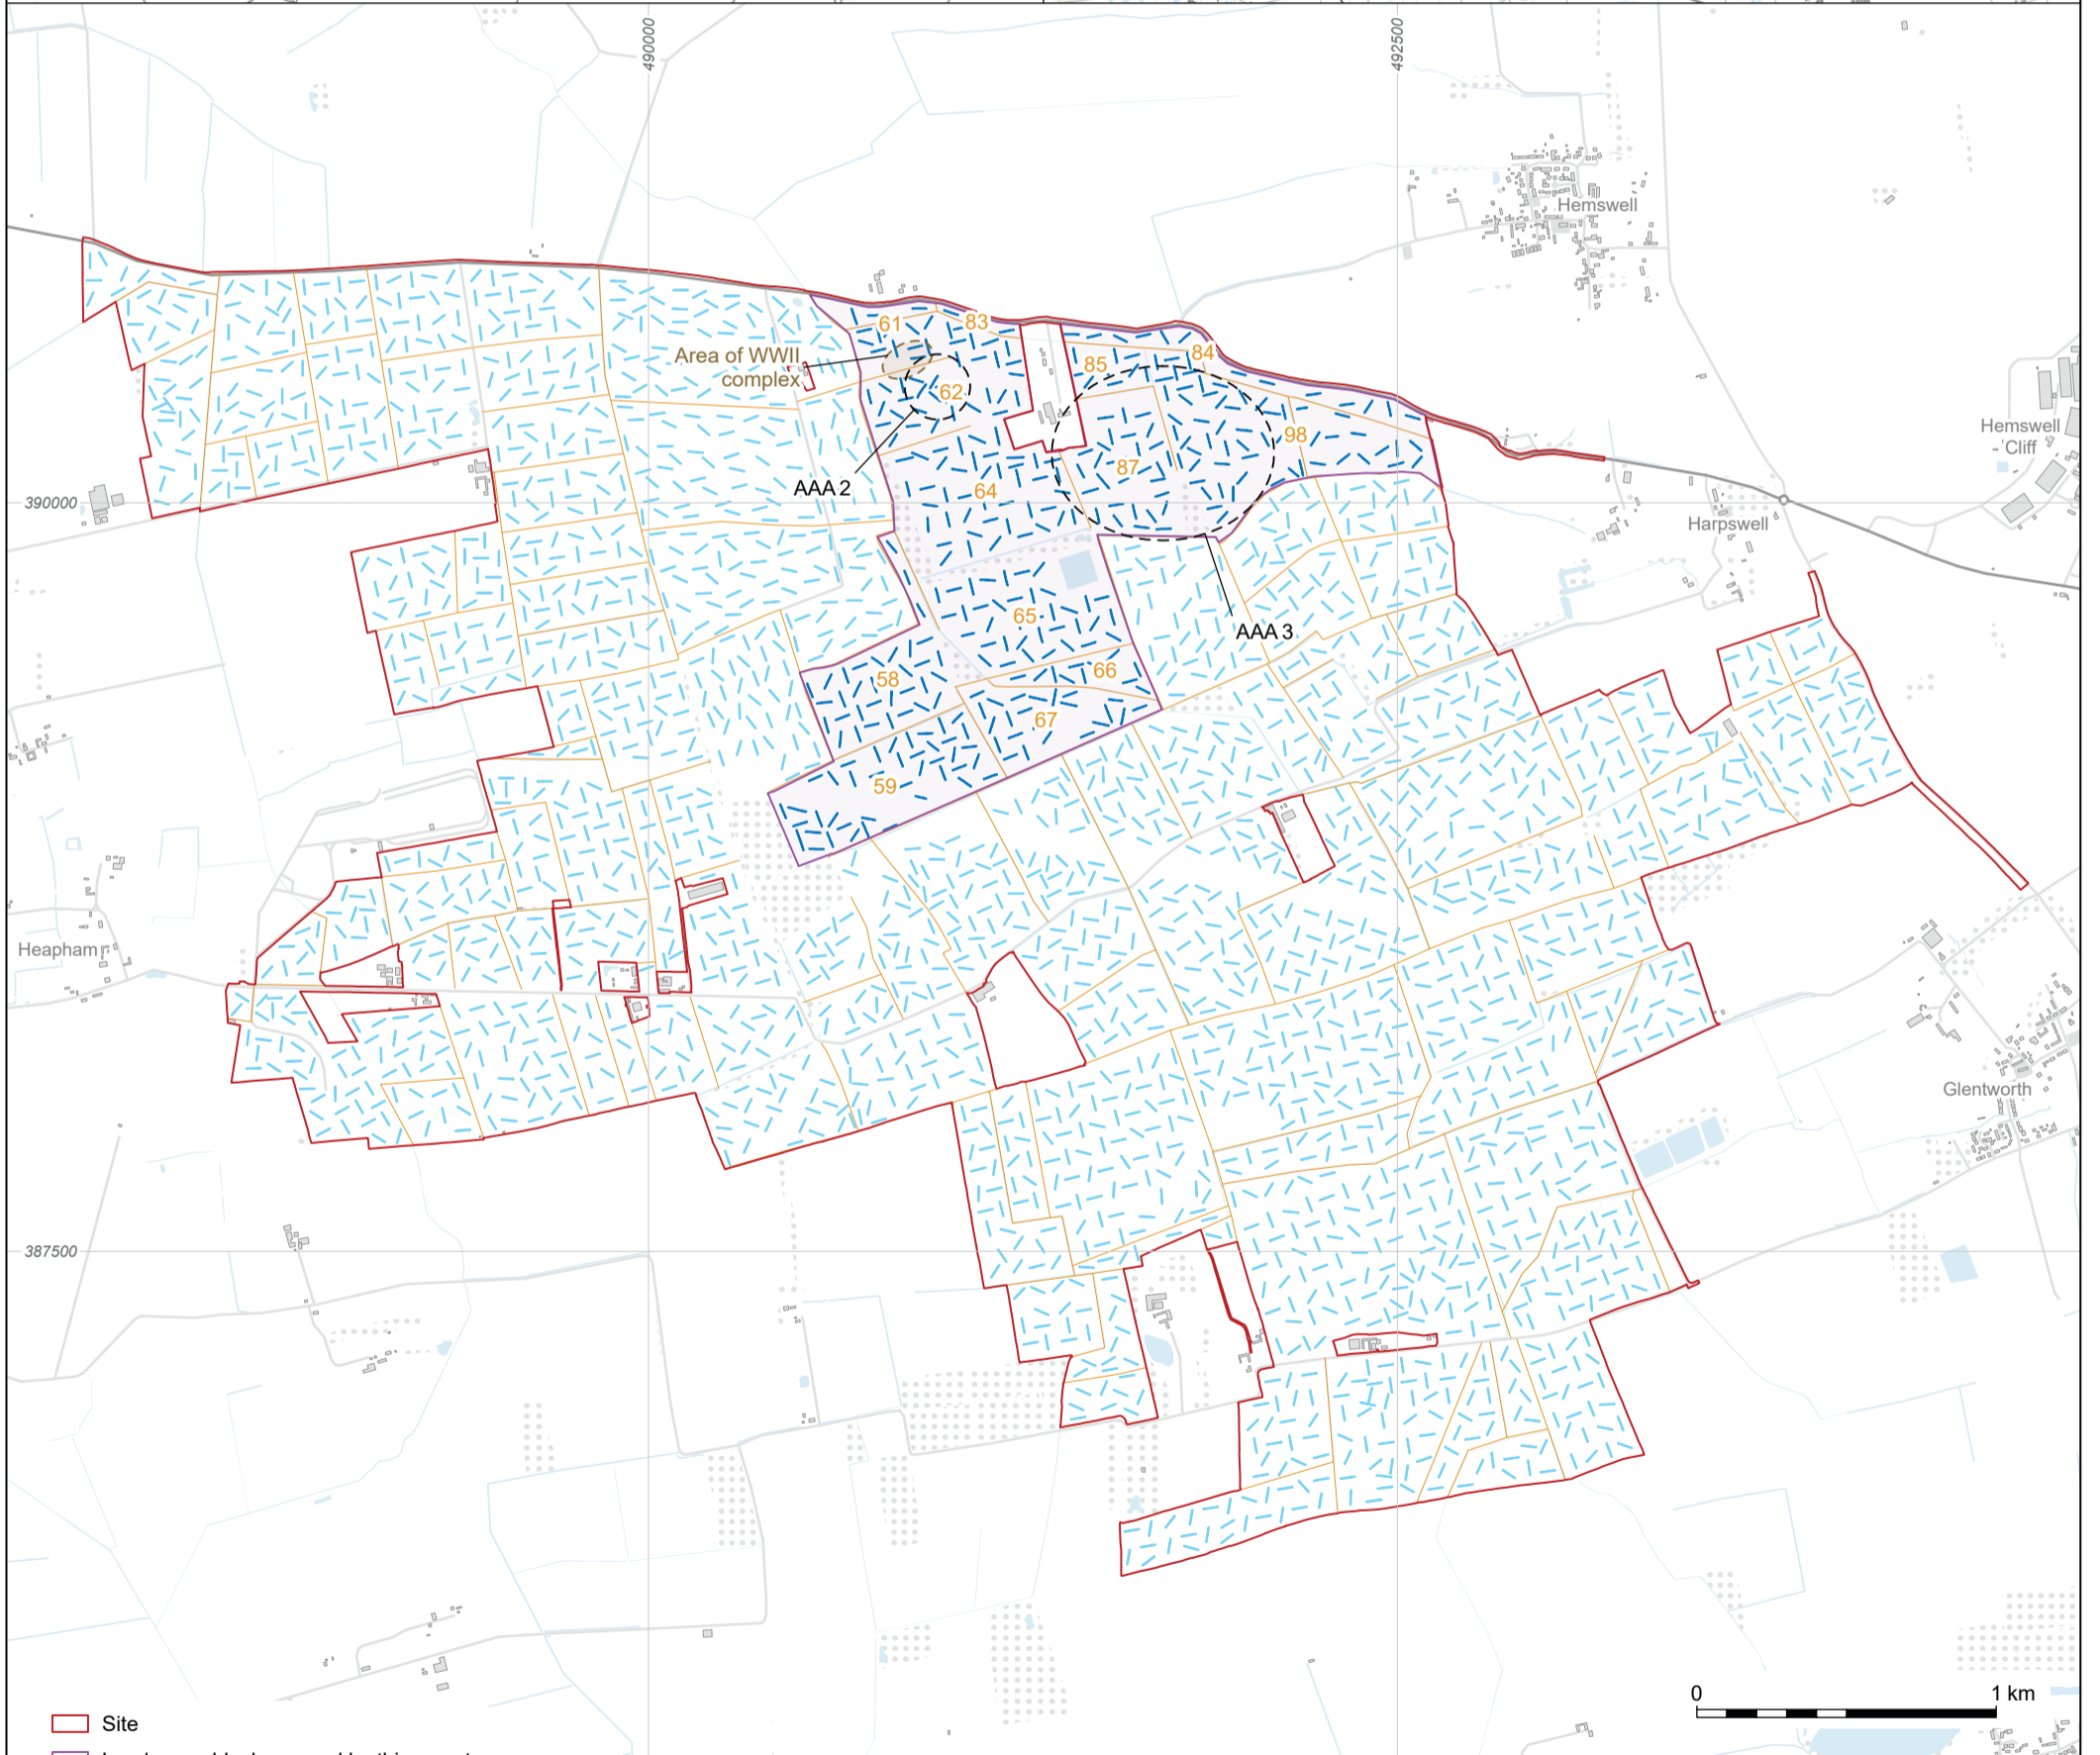 490000
492500
Hemswell
61
83
84
85
Area of WWII
complex
62
Hemswell
Cliff
98
87
64
AAA 2
390000
Harpswell
65
AAA 3
66
58
67
59
Heapham
Glentworth
387500
0
1 km
Site